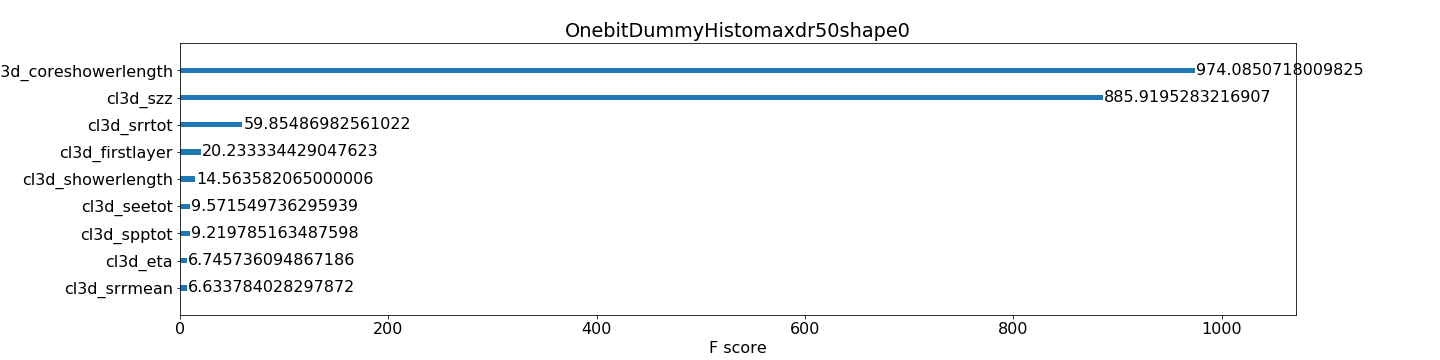 OnebitDummyHistomaxdr50shape0
3d_coreshowerlength 974.0850718009825
cl3d_szz 885.9195283216907
cl3d_srrtot 59.85486982561022
cl3d_firstlayer 20.233334429047623
cl3d_showerlength 14.563582065000006
cl3d_seetot 9.571549736295939
cl3d_spptot 9.219785163487598
cl3d_eta 6.745736094867186
cl3d_srrmean 6.633784028297872
0 200 400 600 800 1000
F score